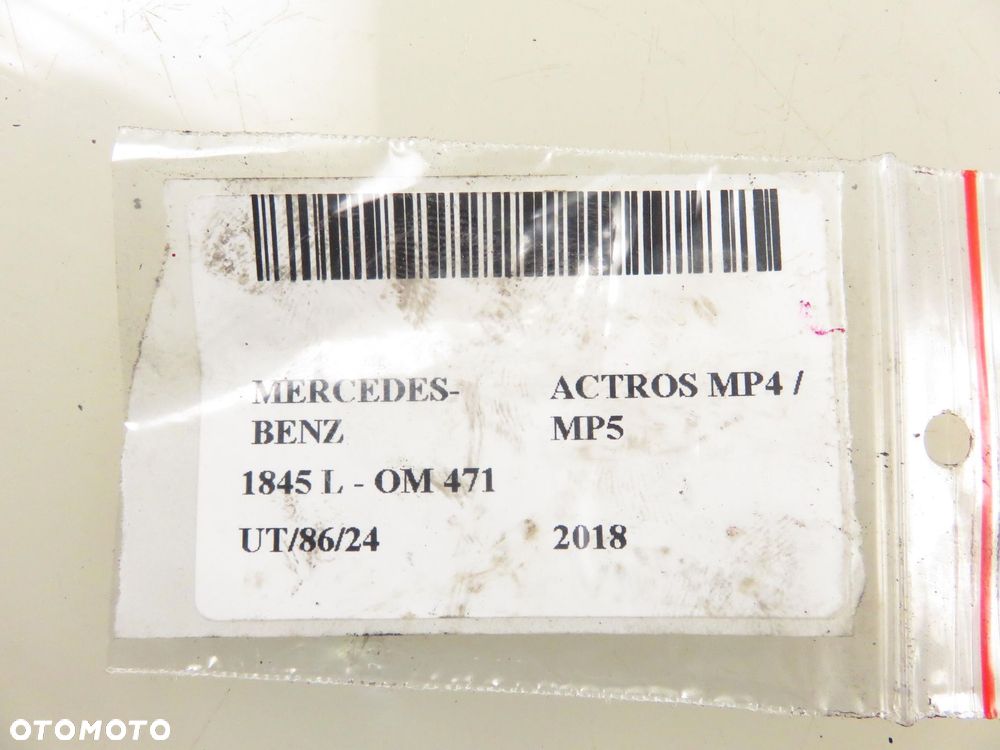 MERCEDES-
BENZ
ACTROS MP4 /
MP5
1845 L - OM 471
UT/86/24
2018
OTOMOTO